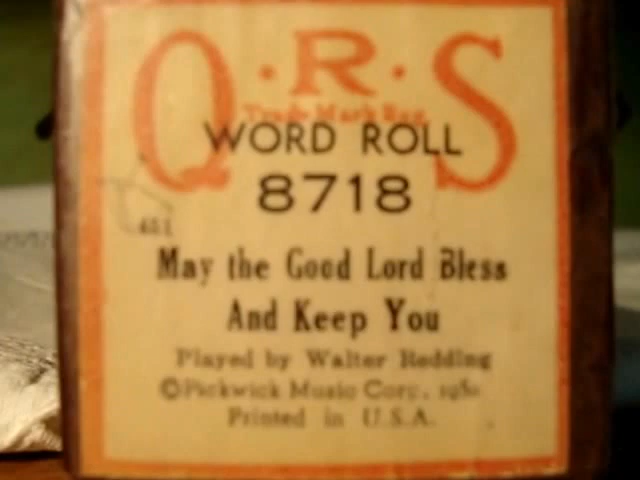 Q·R·S
Trade Mark Reg
WORD ROLL
8718
451
May the Good Lord Bless
And Keep You
Played by Walter Redding
©Pickwick Music Corp.
Printed in U.S.A.